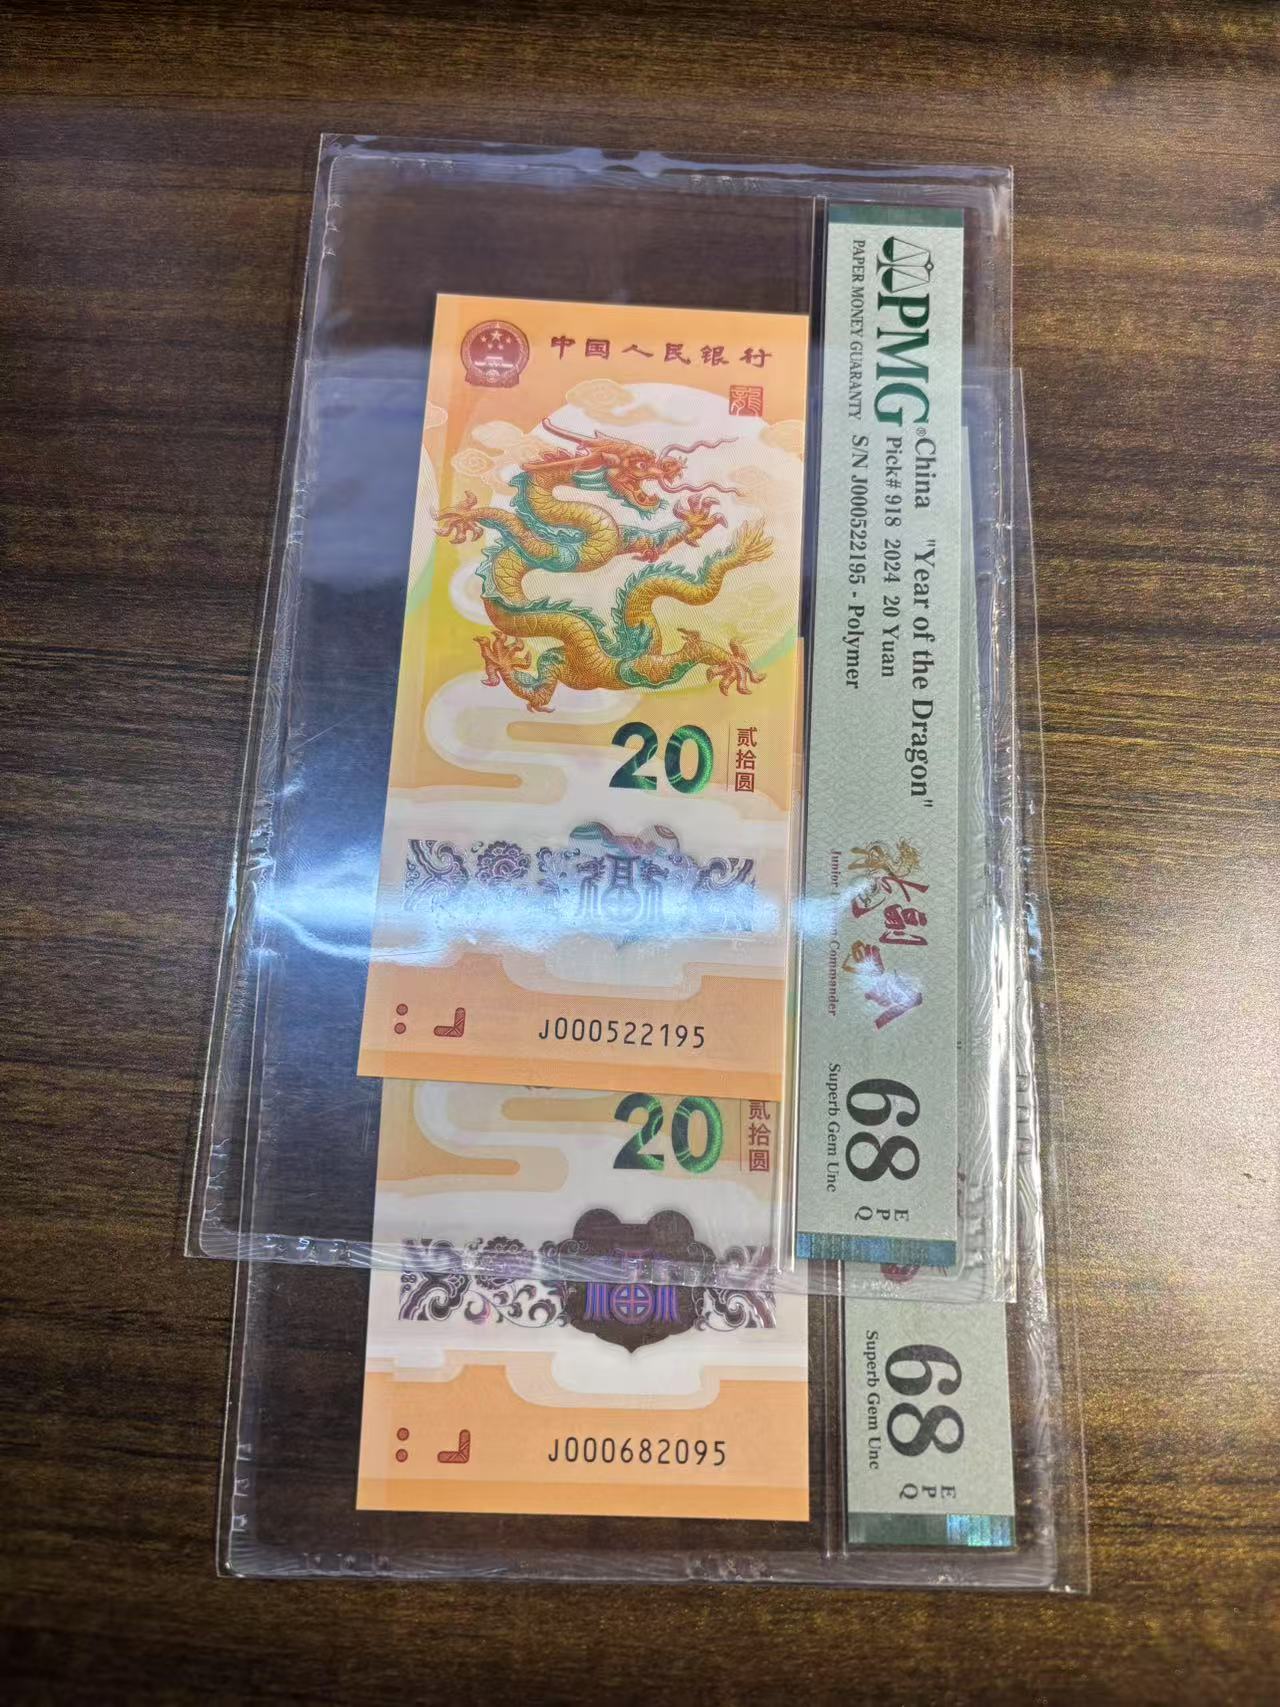 中国人民银行
龍
20
贰拾圆
J000522195
20
贰拾圆
J000682095
PMG®
PAPER MONEY GUARANTY
China "Year of the Dragon"
Pick# 918 2024 20 Yuan
S/N J000522195 - Polymer
Commander
68
EPQ
Superb Gem Unc
68
EPQ
Superb Gem Unc